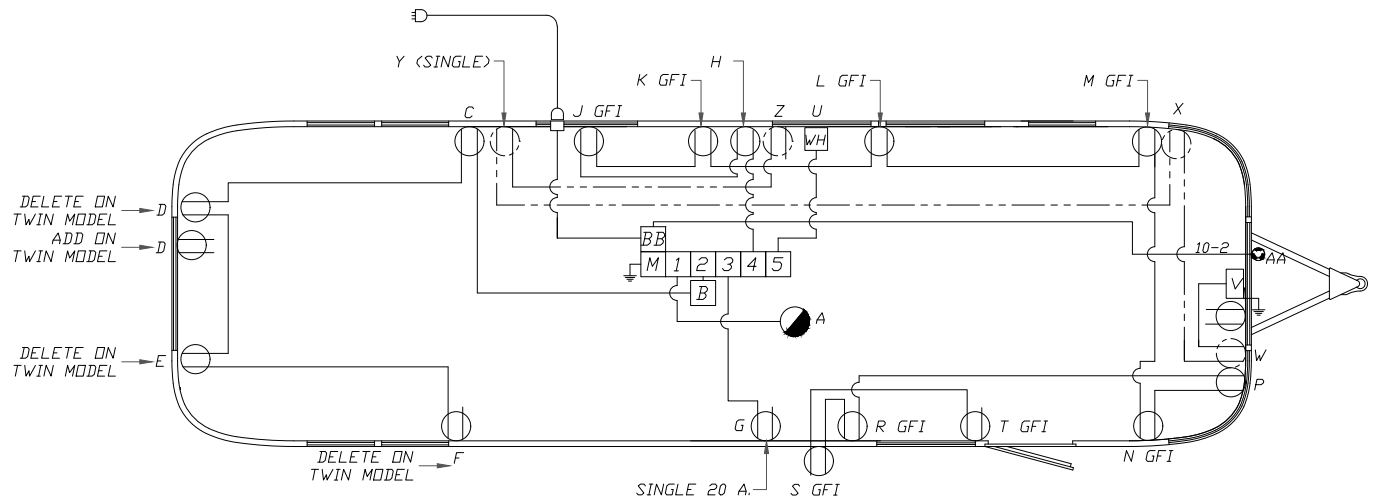 Y (SINGLE)
H
K GFI
L GFI
M GFI
X
C
J GFI
Z
U
WH
DELETE ON
TWIN MODEL
D
ADD ON
TWIN MODEL
D
BB
10-2
AA
M 1 2 3 4 5
V
B
A
DELETE ON
TWIN MODEL
E
W
P
G
R GFI
T GFI
N GFI
DELETE ON
TWIN MODEL
F
SINGLE 20 A.
S GFI